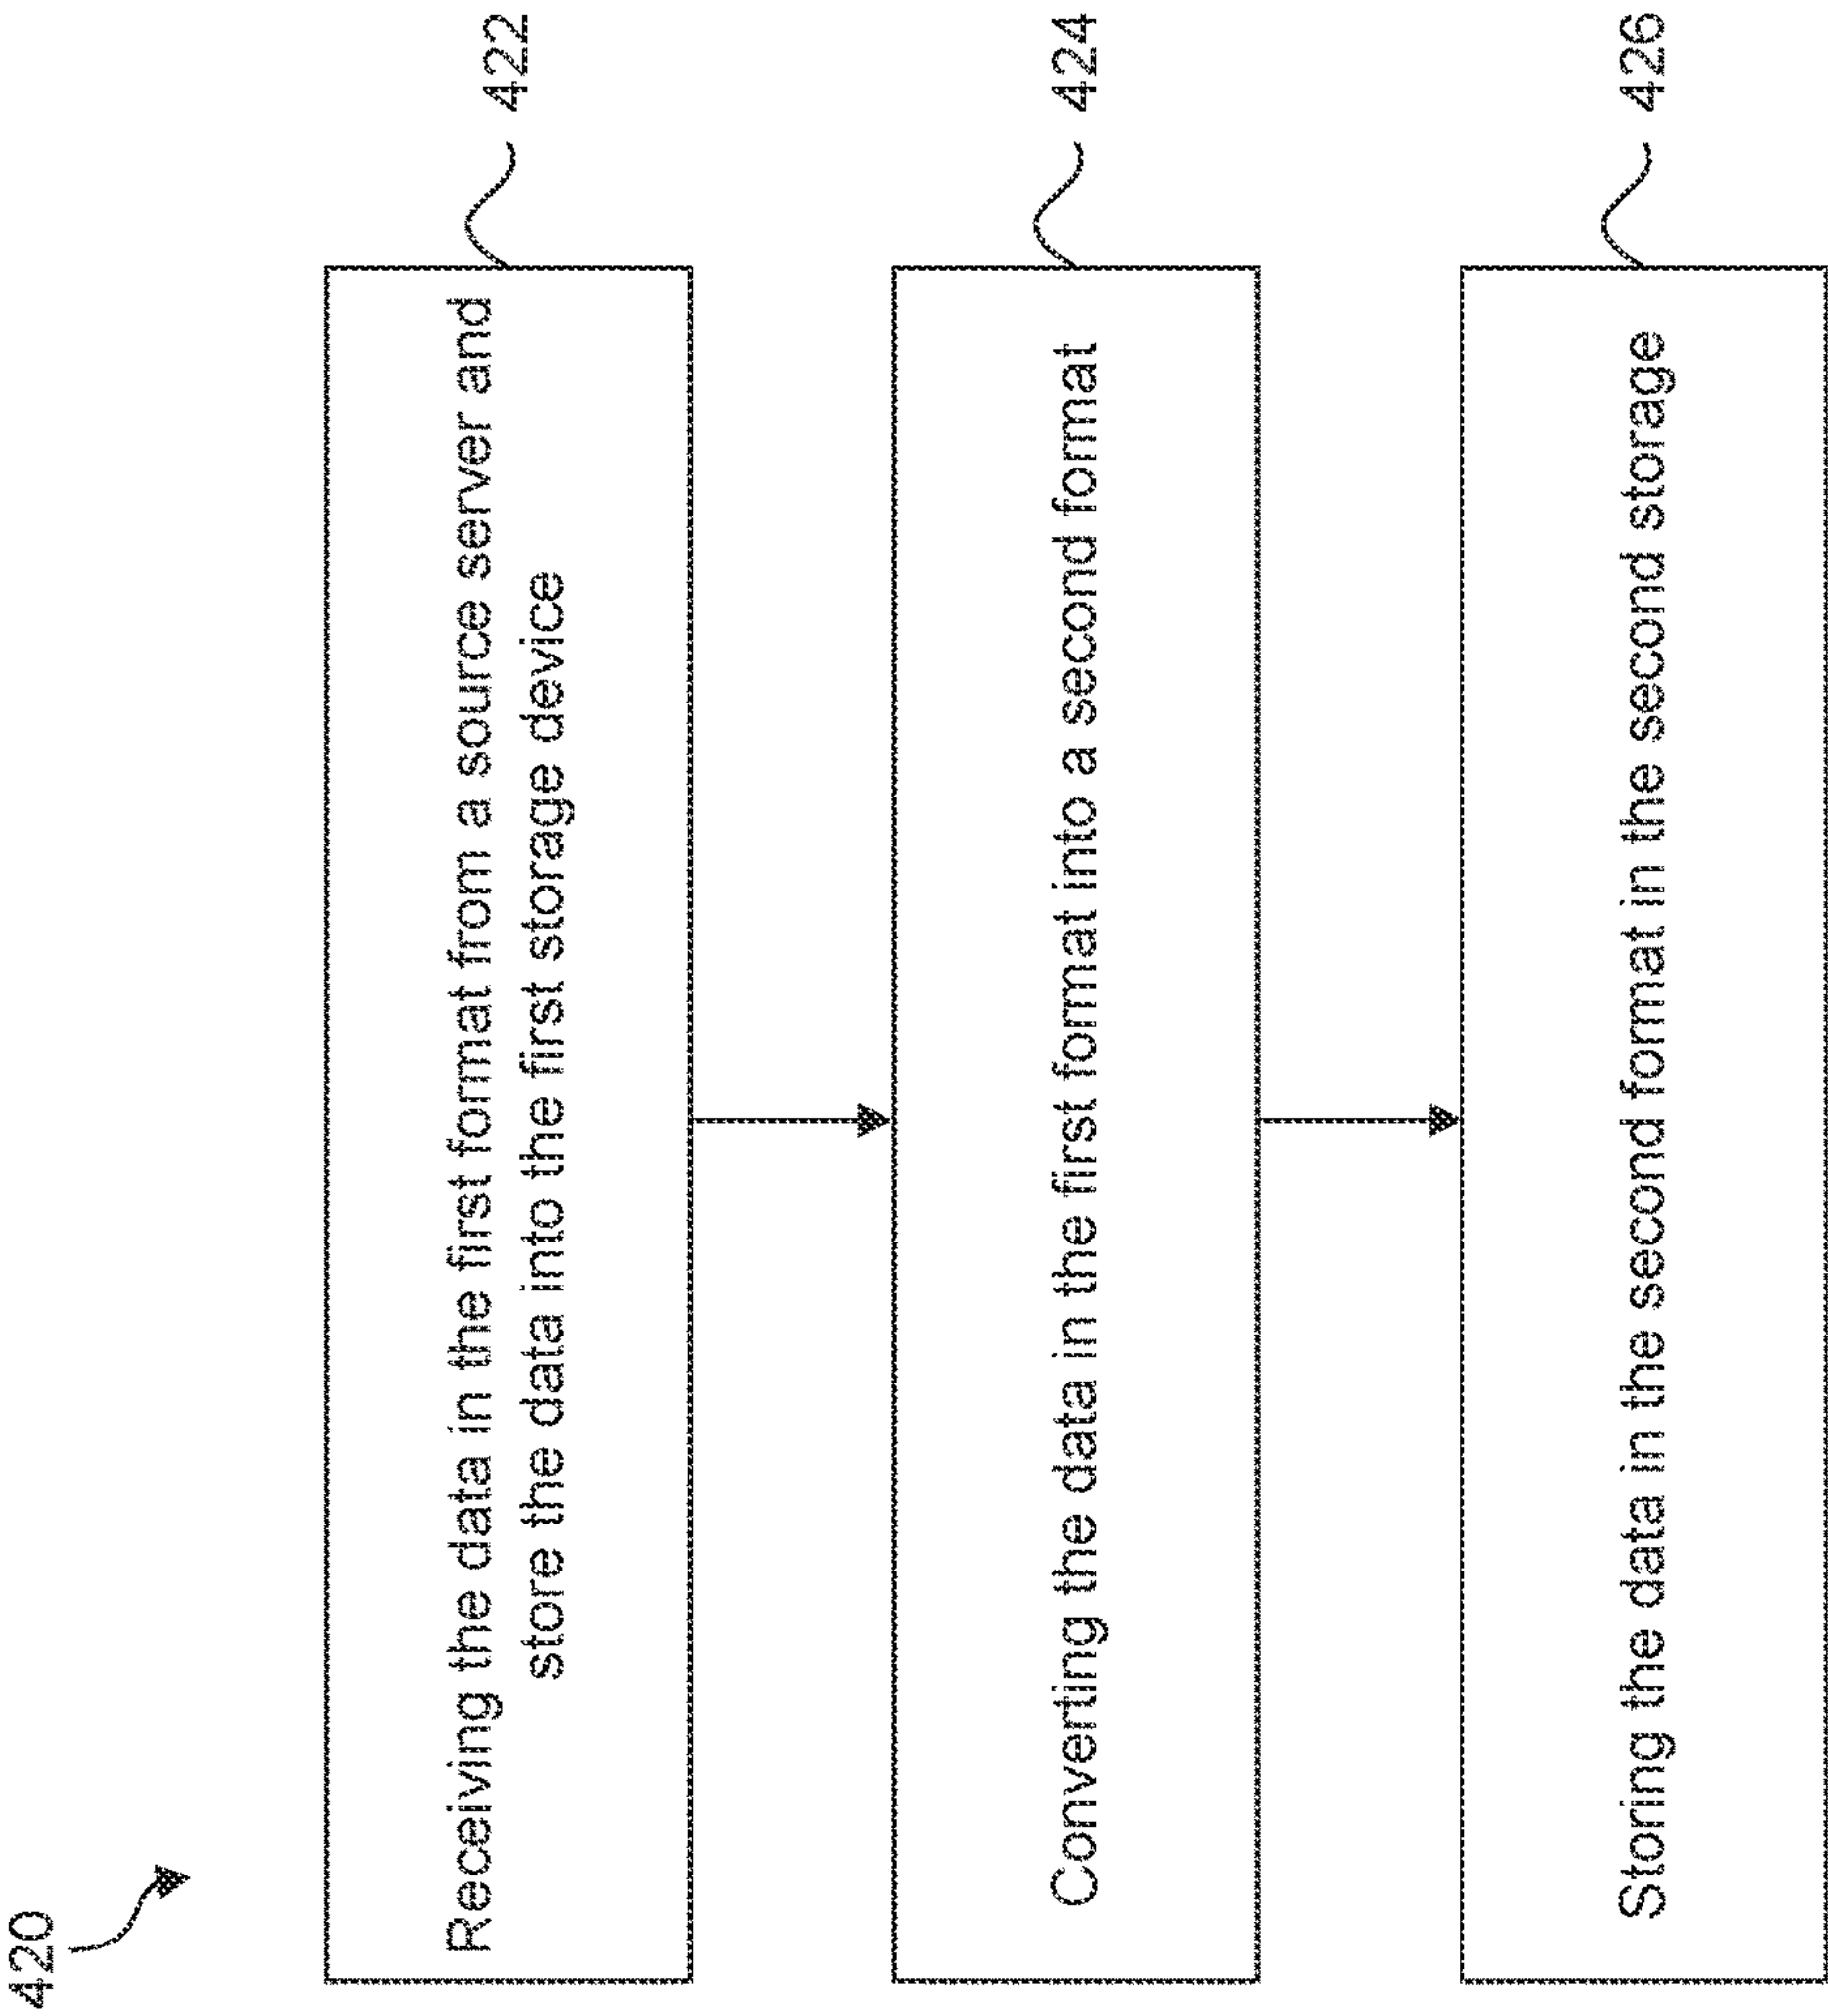 420
Receiving the data in the first format from a source server and
store the data into the first storage device
422
Converting the data in the first format into a second format
424
Storing the data in the second format in the second storage
426